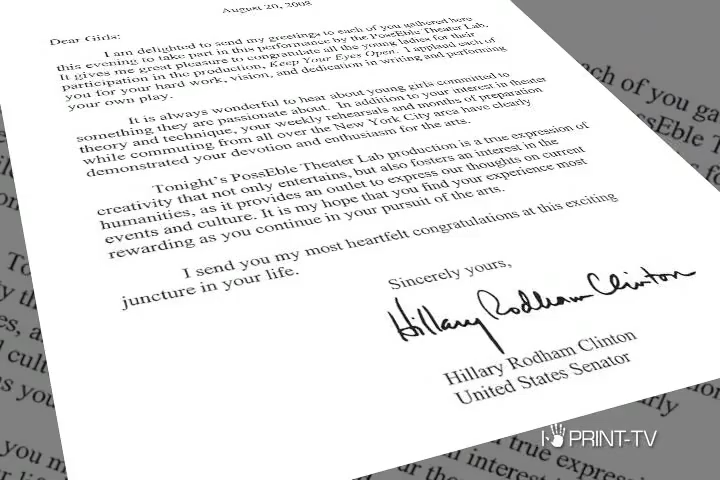 August 20, 2008
Dear Girls:
I am delighted to send my greetings to each of you gathered here
this evening to take part in this performance by the PossEble Theater Lab.
It gives me great pleasure to congratulate all the young ladies for their
participation in the production, Keep Your Eyes Open. I applaud each of
you for your hard work, vision, and dedication in writing and performing
your own play.
It is always wonderful to hear about young girls committed to
something they are passionate about. In addition to your interest in theater
theory and technique, your weekly rehearsals and months of preparation
while commuting from all over the New York City area have clearly
demonstrated your devotion and enthusiasm for the arts.
Tonight's PossEble Theater Lab production is a true expression of
creativity that not only entertains, but also fosters an interest in the
humanities, as it provides an outlet to express our thoughts on current
events and culture. It is my hope that you find your experience most
rewarding as you continue in your pursuit of the arts.
I send you my most heartfelt congratulations at this exciting
juncture in your life.
Sincerely yours,
Hillary Rodham Clinton
Hillary Rodham Clinton
United States Senator
I PRINT-TV